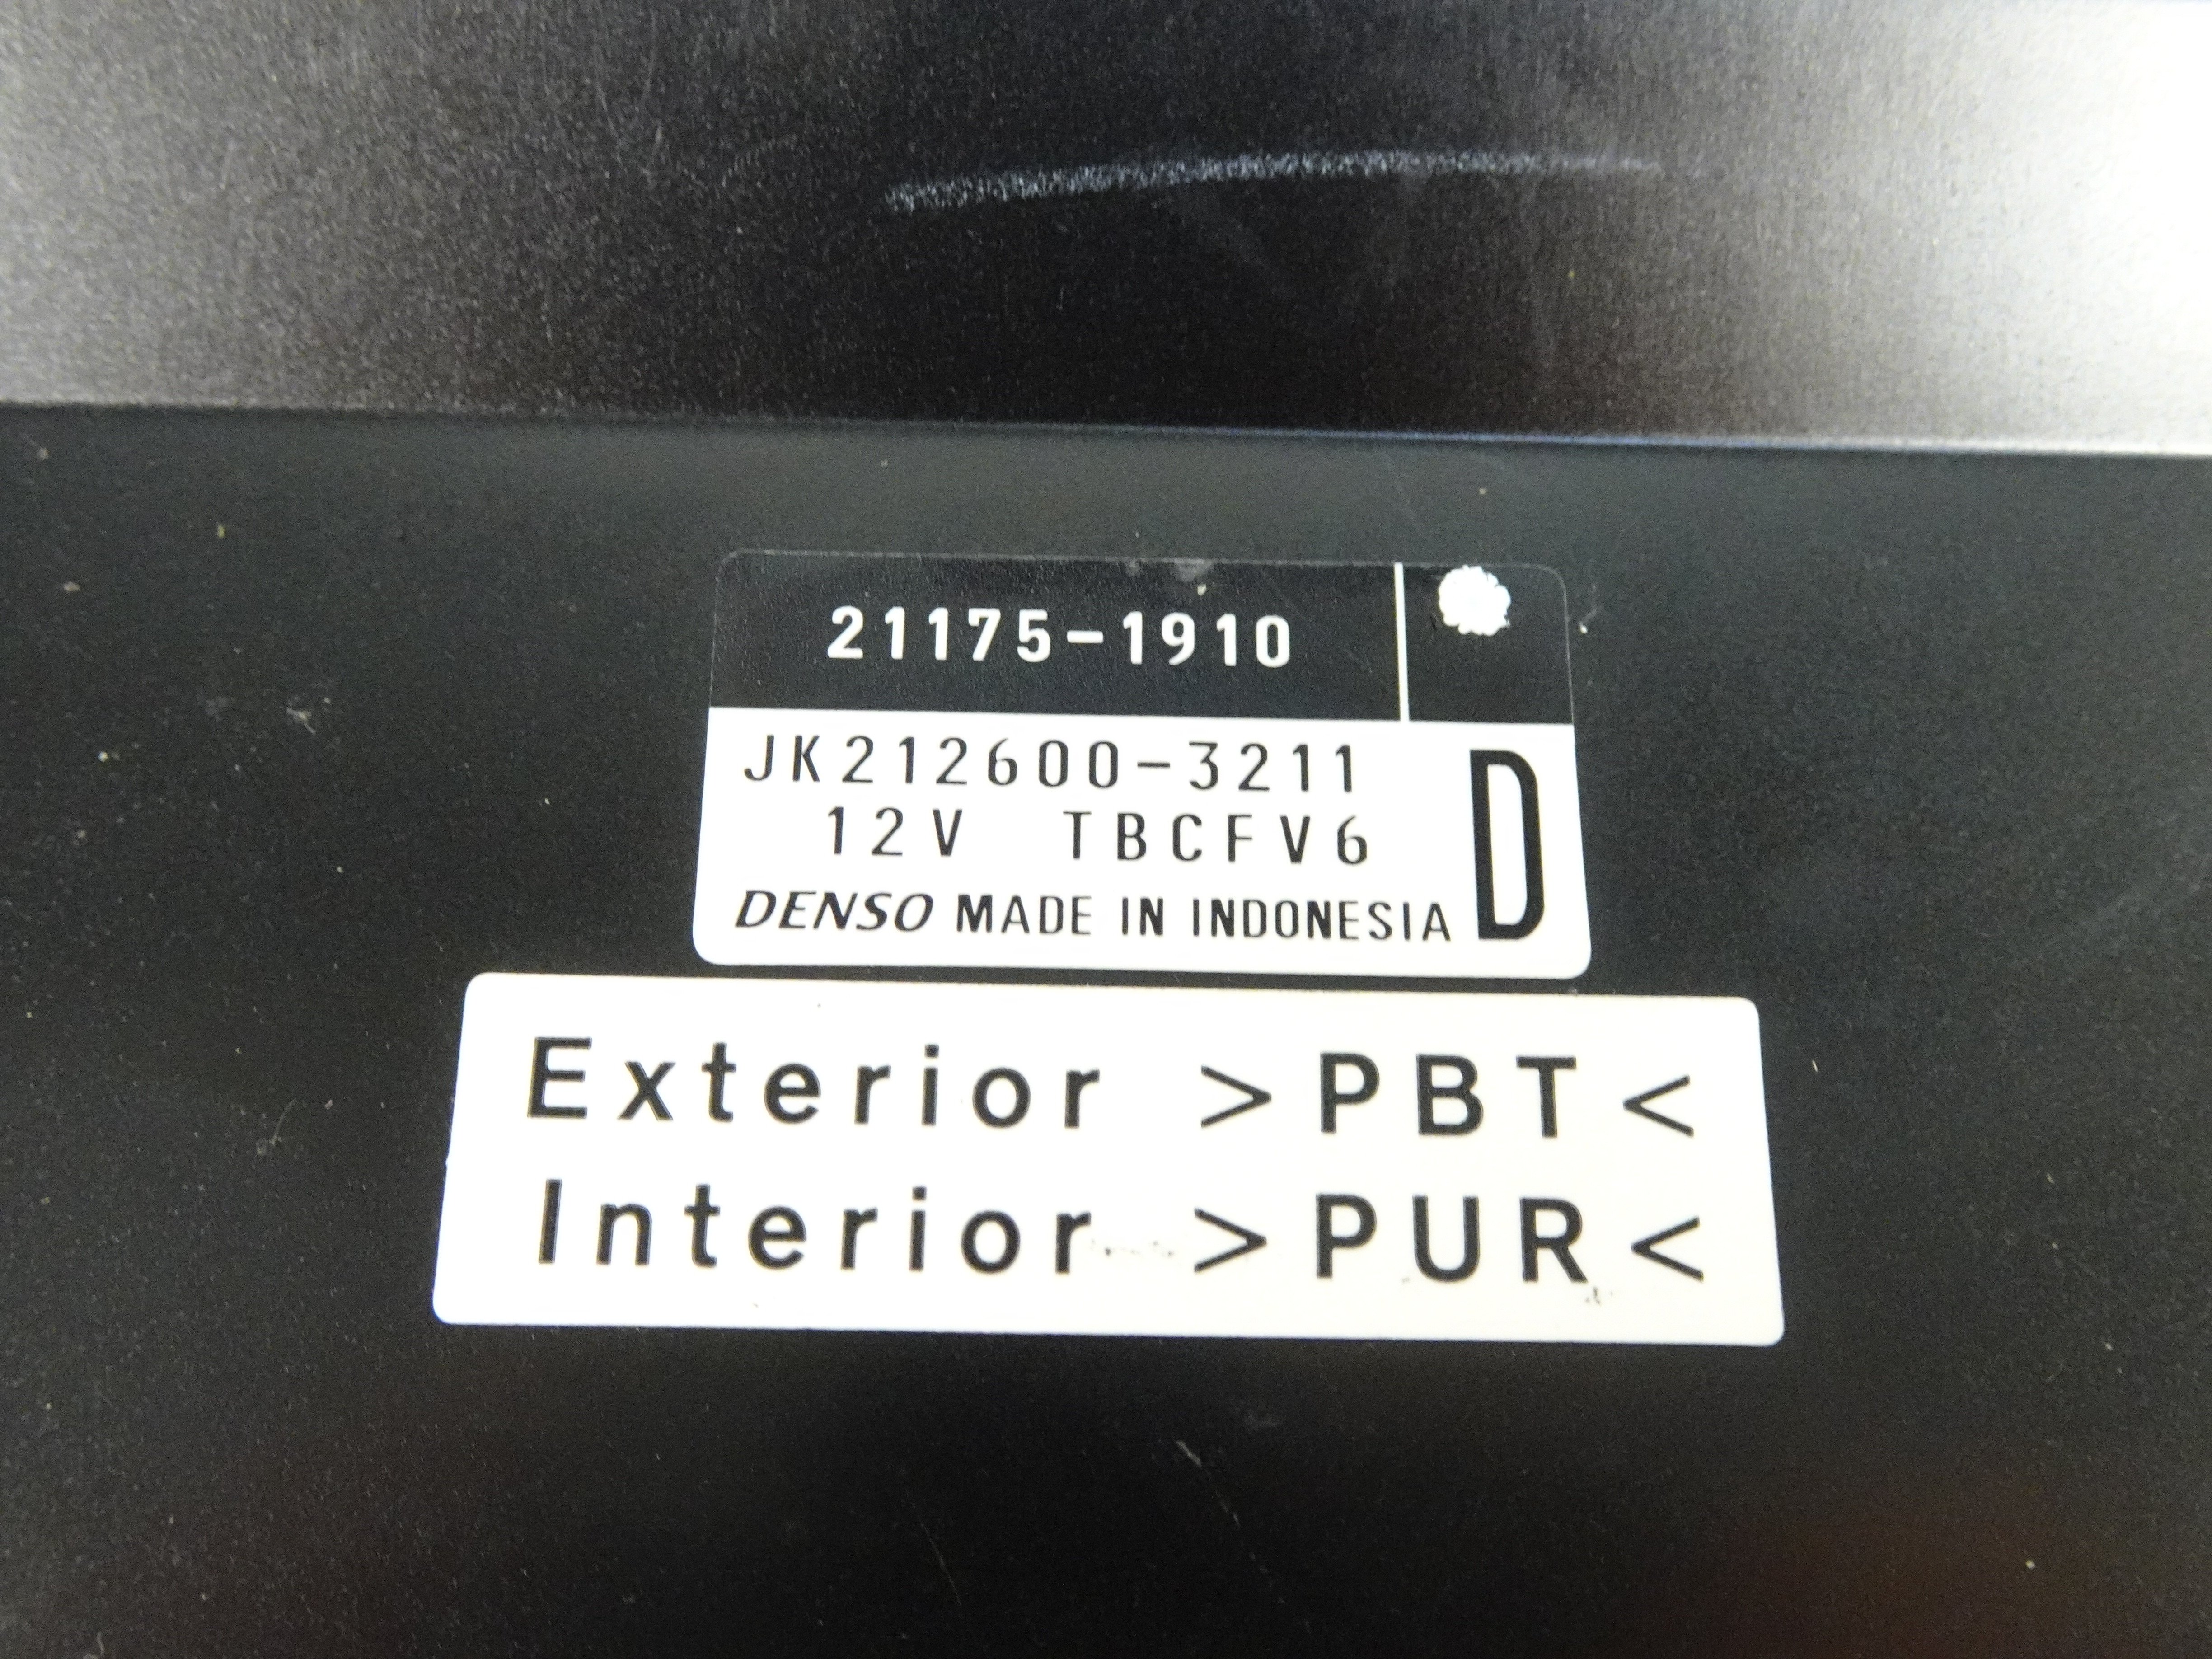 21175-1910
JK212600-3211
12V TBCFV6
D
DENSO MADE IN INDONESIA
Exterior >PBT<
Interior >PUR<